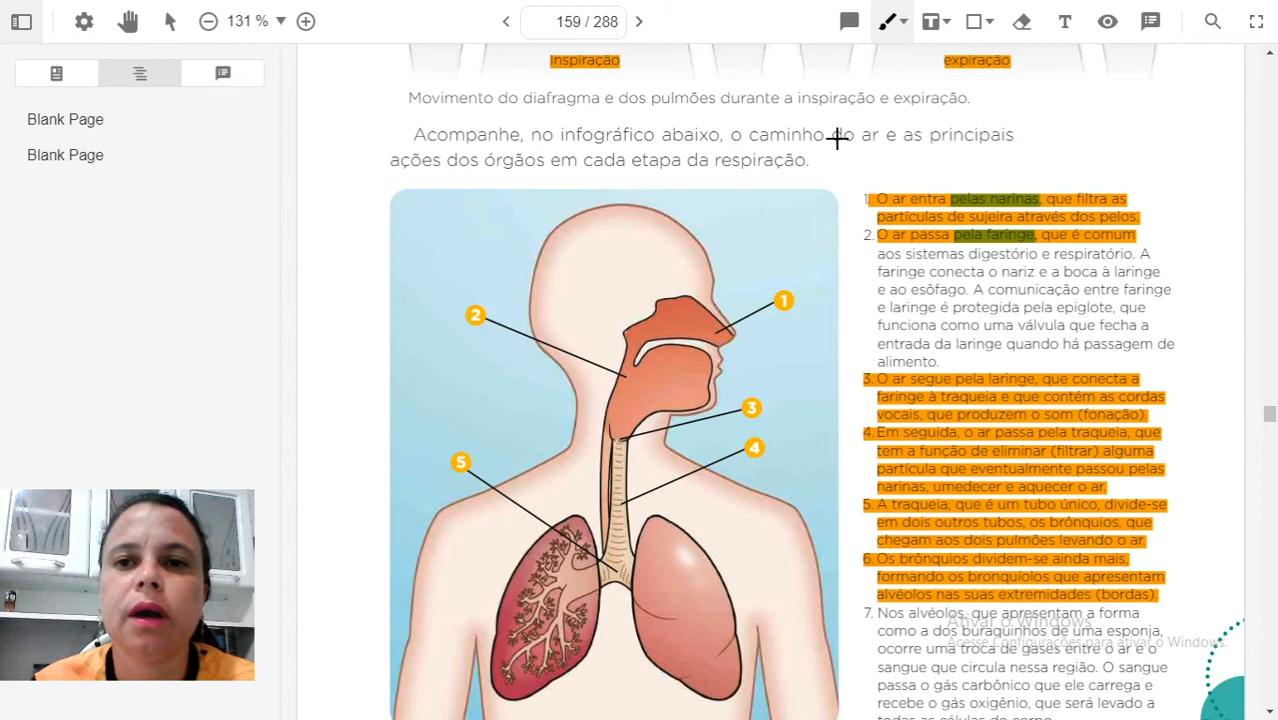 131 %
159 / 288
Blank Page
Blank Page
Inspiração
expiração
Movimento do diafragma e dos pulmões durante a inspiração e expiração.
Acompanhe, no infográfico abaixo, o caminho do ar e as principais
ações dos órgãos em cada etapa da respiração.
1
2
3
4
5
1. O ar entra pelas narinas, que filtra as
partículas de sujeira através dos pelos.
2. O ar passa pela faringe, que é comum
aos sistemas digestório e respiratório. A
faringe conecta o nariz e a boca à laringe
e ao esôfago. A comunicação entre faringe
e laringe é protegida pela epiglote, que
funciona como uma válvula que fecha a
entrada da laringe quando há passagem de
alimento.
3. O ar segue pela laringe, que conecta a
faringe à traqueia e que contém as cordas
vocais, que produzem o som (fonação).
4. Em seguida, o ar passa pela traqueia, que
tem a função de eliminar (filtrar) alguma
partícula que eventualmente passou pelas
narinas, umedecer e aquecer o ar.
5. A traqueia, que é um tubo único, divide-se
em dois outros tubos, os brônquios, que
chegam aos dois pulmões levando o ar.
6. Os brônquios dividem-se ainda mais,
formando os bronquíolos que apresentam
alvéolos nas suas extremidades (bordas).
7. Nos alvéolos, que apresentam a forma
como a dos buraquinhos de uma esponja,
ocorre uma troca de gases entre o ar e o
sangue que circula nessa região. O sangue
passa o gás carbônico que ele carrega e
recebe o gás oxigênio, que será levado a
todas as células do corpo.
Ativar o Windows
Acesse Configurações para ativar o Windows.